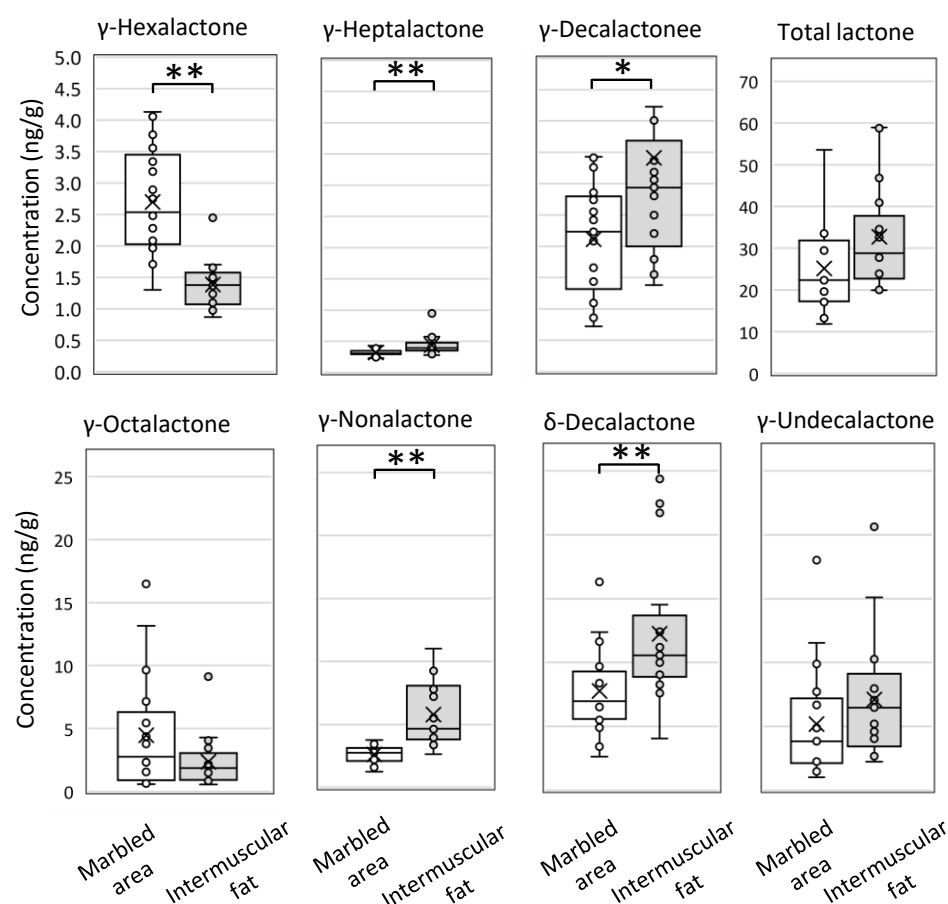 γ-Hexalactone
γ-Heptalactone
γ-Decalactonee
Total lactone
Concentration (ng/g)
5.0
4.5
4.0
3.5
3.0
2.5
2.0
1.5
1.0
0.5
0.0
**
**
*
70
60
50
40
30
20
10
0
γ-Octalactone
γ-Nonalactone
δ-Decalactone
γ-Undecalactone
Concentration (ng/g)
25
20
15
10
5
0
**
**
Marbled
area
Intermuscular
fat
Marbled
area
Intermuscular
fat
Marbled
area
Intermuscular
fat
Marbled
area
Intermuscular
fat